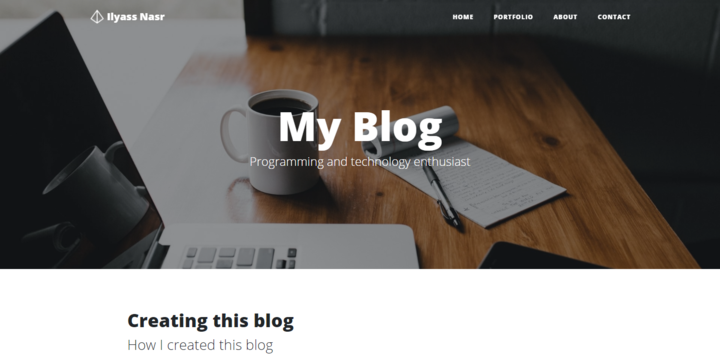 Ilyass Nasr
HOME PORTFOLIO ABOUT CONTACT
My Blog
Programming and technology enthusiast
Creating this blog
How I created this blog